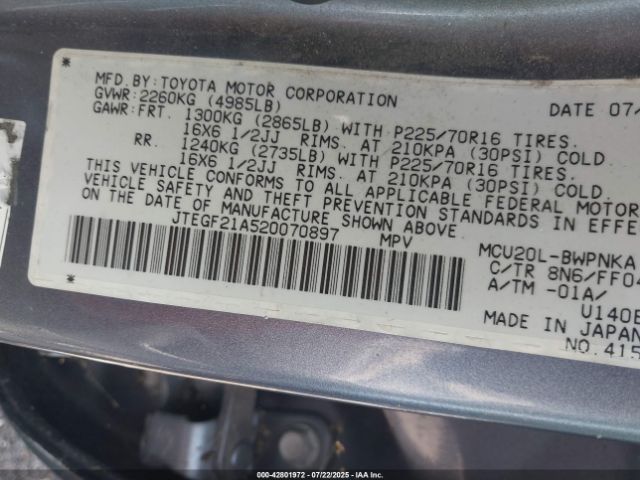 MFD.BY:TOYOTA MOTOR CORPORATION DATE 07/
GVWR:2260KG (4985LB)
GAWR:FRT. 1300KG (2865LB) WITH P225/70R16 TIRES.
16X6 1/2JJ RIMS. AT 210KPA (30PSI) COLD.
RR. 1240KG (2735LB) WITH P225/70R16 TIRES.
16X6 1/2JJ RIMS. AT 210KPA (30PSI) COLD.
THIS VEHICLE CONFORMS TO ALL APPLICABLE FEDERAL MOTOR
VEHICLE SAFETY AND THEFT PREVENTION STANDARDS IN EFFE
ON THE DATE OF MANUFACTURE SHOWN ABOVE.
JTEGF21A520070897 MPV MCU20L-BWPNKA
C/TR 8N6/FF04
A/TM -01A/
U140E
MADE IN JAPAN
NO.415
000-42801972 - 07/22/2025 - WWW.IAAI.COM